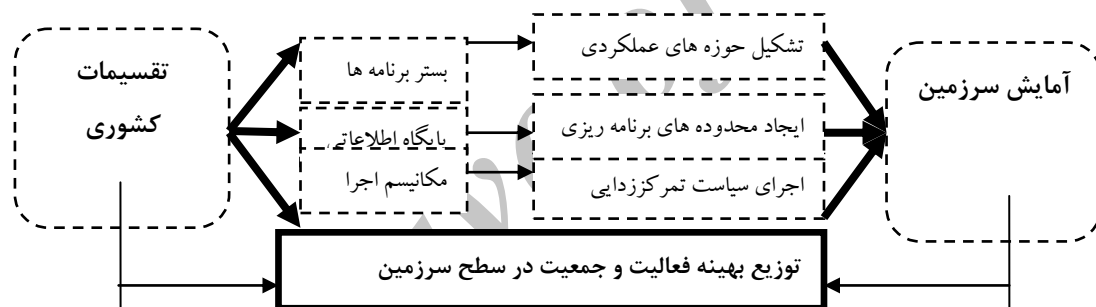 تقسیمات
کشوری
بستر برنامه ها
پایگاه اطلاعاتی
مکانیسم اجرا
تشکیل حوزه های عملکردی
ایجاد محدوده های برنامه ریزی
اجرای سیاست تمرکززدایی
آمایش سرزمین
توزیع بهینه فعالیت و جمعیت در سطح سرزمین